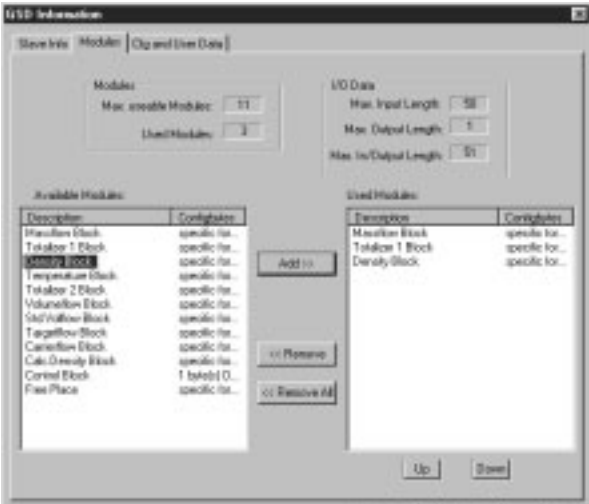 GSD Information
Slave Info Modules Cfg and User Data
Modules
Max. useable Modules: 11
Used Modules: 3
I/O Data
Max. Input Length: 50
Max. Output Length: 1
Max. In/Output Length: 51
Available Modules:
Description Configbytes
Massflow Block specific for...
Totalizer 1 Block specific for...
Density Block specific for...
Temperature Block specific for...
Totalizer 2 Block specific for...
Volumeflow Block specific for...
Std Volflow Block specific for...
Targetflow Block specific for...
Carrierflow Block specific for...
Calc Density Block specific for...
Control Block 1 byte(s) O...
Free Place specific for...
Add >>
<< Remove
<< Remove All
Used Modules:
Description Configbytes
Massflow Block specific for...
Totalizer 1 Block specific for...
Density Block specific for...
Up Down